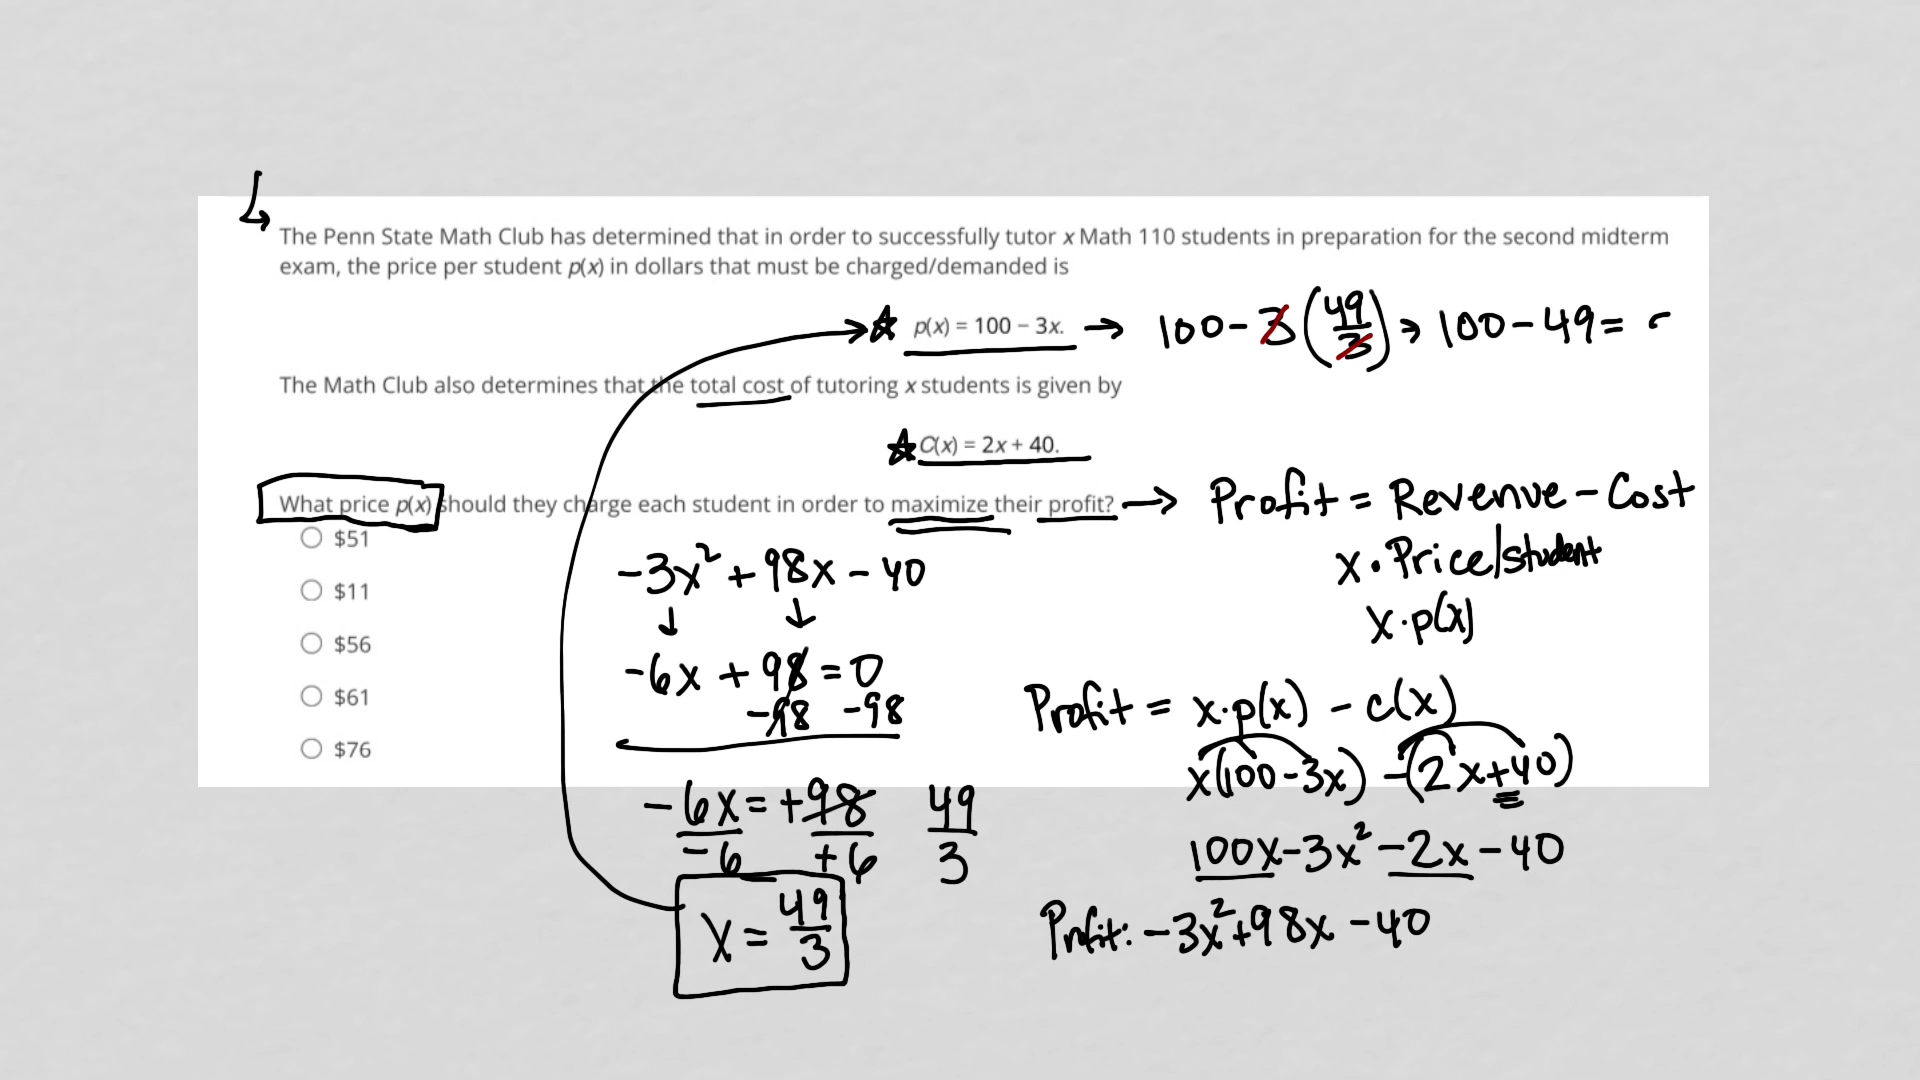 The Penn State Math Club has determined that in order to successfully tutor x Math 110 students in preparation for the second midterm
exam, the price per student p(x) in dollars that must be charged/demanded is
p(x) = 100 − 3x. → 100-3(49/3) → 100-49=
The Math Club also determines that the total cost of tutoring x students is given by
C(x) = 2x + 40.
What price p(x) should they charge each student in order to maximize their profit? → Profit = Revenue - Cost
x · Price/student
x · p(x)
$51
$11
$56
$61
$76
-3x² + 98x - 40
-6x + 98 = 0
-98 -98
-6x = +98
-6 +6
49
3
x = 49/3
Profit = x·p(x) - c(x)
x(100-3x) -(2x+40)
100x-3x²-2x-40
Profit: -3x²+98x-40